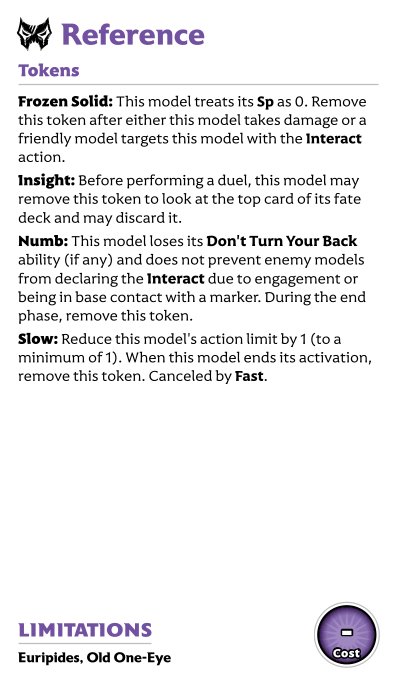 Reference
Tokens
Frozen Solid: This model treats its Sp as 0. Remove
this token after either this model takes damage or a
friendly model targets this model with the Interact
action.
Insight: Before performing a duel, this model may
remove this token to look at the top card of its fate
deck and may discard it.
Numb: This model loses its Don't Turn Your Back
ability (if any) and does not prevent enemy models
from declaring the Interact due to engagement or
being in base contact with a marker. During the end
phase, remove this token.
Slow: Reduce this model's action limit by 1 (to a
minimum of 1). When this model ends its activation,
remove this token. Canceled by Fast.
LIMITATIONS
Euripides, Old One-Eye
-
Cost